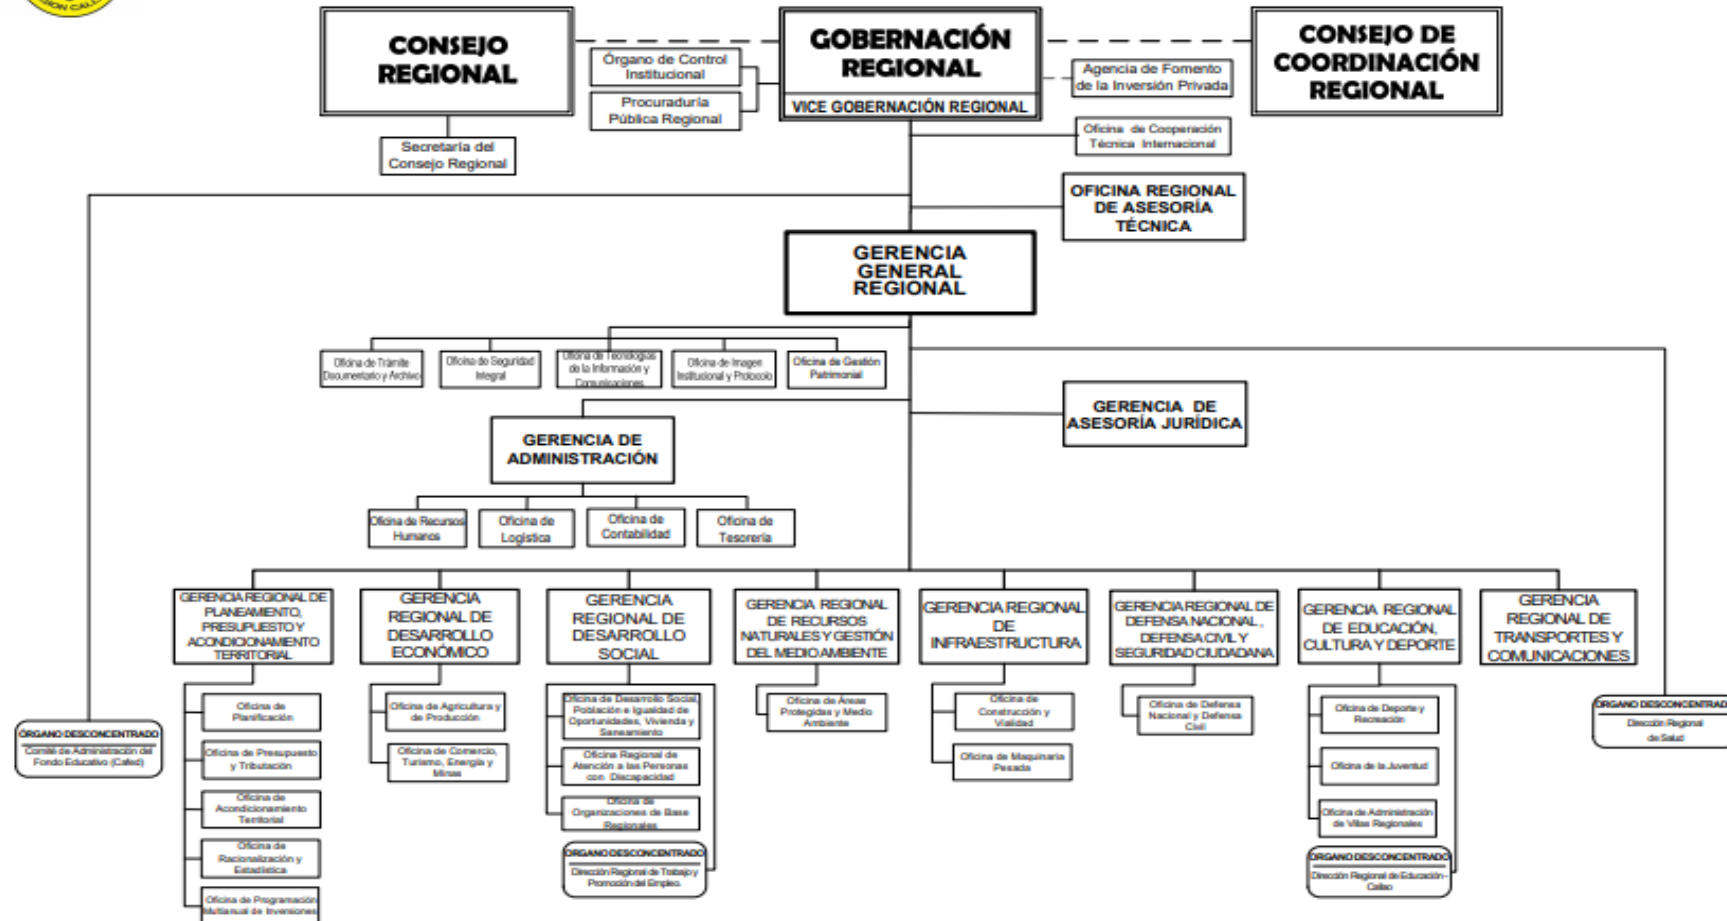 REGION CALLAO
CONSEJO
REGIONAL
GOBERNACIÓN
REGIONAL
VICE GOBERNACIÓN REGIONAL
CONSEJO DE
COORDINACIÓN
REGIONAL
Órgano de Control
Institucional
Procuraduría
Pública Regional
Agencia de Fomento
de la Inversión Privada
Secretaría del
Consejo Regional
Oficina de Cooperación
Técnica Internacional
OFICINA REGIONAL
DE ASESORÍA
TÉCNICA
GERENCIA
GENERAL
REGIONAL
Oficina de Trámite
Documentario y Archivo
Oficina de Seguridad
Integral
Oficina de Tecnologías
de la Información y
Comunicaciones
Oficina de Imagen
Institucional y Protocolo
Oficina de Gestión
Patrimonial
GERENCIA DE
ASESORÍA JURÍDICA
GERENCIA DE
ADMINISTRACIÓN
Oficina de Recursos
Humanos
Oficina de
Logística
Oficina de
Contabilidad
Oficina de
Tesorería
GERENCIA REGIONAL DE
PLANEAMIENTO,
PRESUPUESTO Y
ACONDICIONAMIENTO
TERRITORIAL
GERENCIA
REGIONAL DE
DESARROLLO
ECONÓMICO
GERENCIA
REGIONAL DE
DESARROLLO
SOCIAL
GERENCIA REGIONAL
DE RECURSOS
NATURALES Y GESTIÓN
DEL MEDIO AMBIENTE
GERENCIA REGIONAL
DE
INFRAESTRUCTURA
GERENCIA REGIONAL DE
DEFENSA NACIONAL,
DEFENSA CIVIL Y
SEGURIDAD CIUDADANA
GERENCIA REGIONAL
DE EDUCACIÓN,
CULTURA Y DEPORTE
GERENCIA
REGIONAL DE
TRANSPORTES Y
COMUNICACIONES
ÓRGANO DESCONCENTRADO
Comité de Administración del
Fondo Educativo (Cafed)
Oficina de
Planificación
Oficina de Presupuesto
y Tributación
Oficina de
Acondicionamiento
Territorial
Oficina de
Racionalización y
Estadística
Oficina de Programación
Multianual de Inversiones
Oficina de Agricultura y
de Producción
Oficina de Comercio,
Turismo, Energía y
Minas
Oficina de Desarrollo Social,
Población e Igualdad de
Oportunidades, Vivienda y
Saneamiento
Oficina Regional de
Atención a las Personas
con Discapacidad
Oficina de
Organizaciones de Base
Regionales
ÓRGANO DESCONCENTRADO
Dirección Regional de Trabajo y
Promoción del Empleo.
Oficina de Áreas
Protegidas y Medio
Ambiente
Oficina de
Construcción y
Vialidad
Oficina de Maquinaria
Pesada
Oficina de Defensa
Nacional y Defensa
Civil
Oficina de Deporte y
Recreación
Oficina de la Juventud
Oficina de Administración
de Villas Regionales
ÓRGANO DESCONCENTRADO
Dirección Regional de Educación -
Callao
ÓRGANO DESCONCENTRAD
Dirección Regional
de Salud